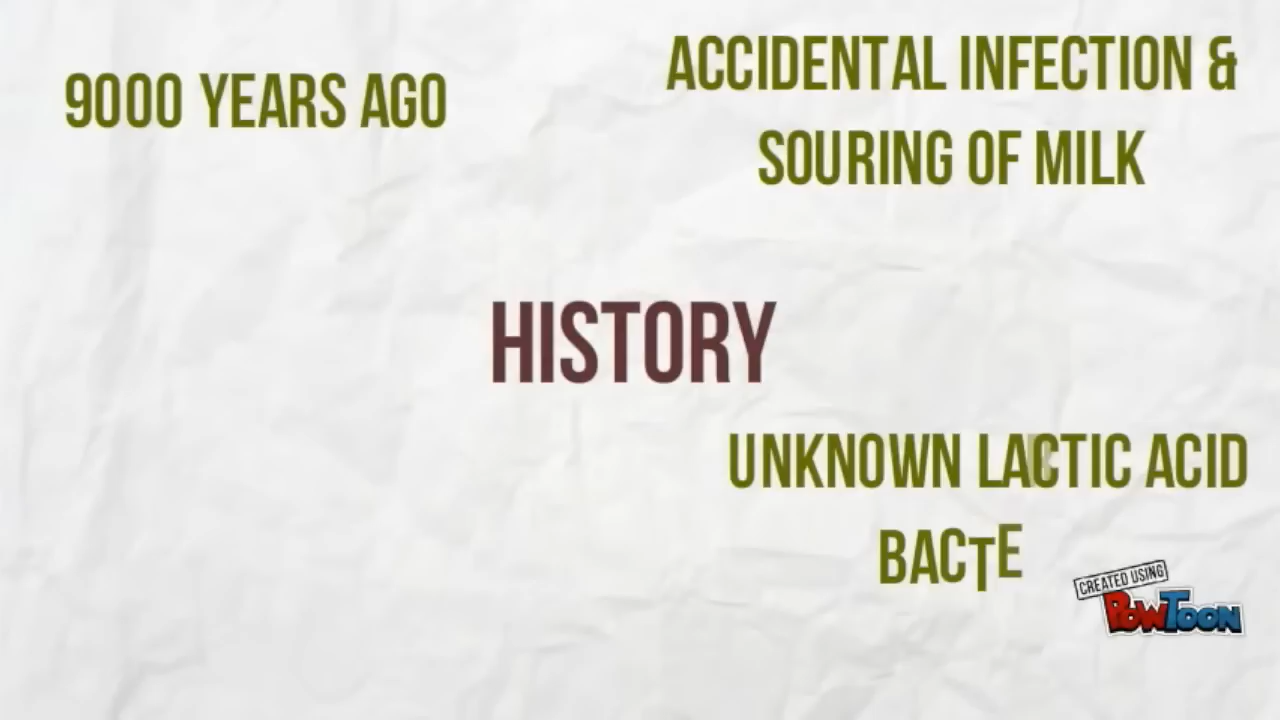 9000 YEARS AGO
ACCIDENTAL INFECTION &
SOURING OF MILK
HISTORY
UNKNOWN LACTIC ACID
BACTE
CREATED USING
POWTOON